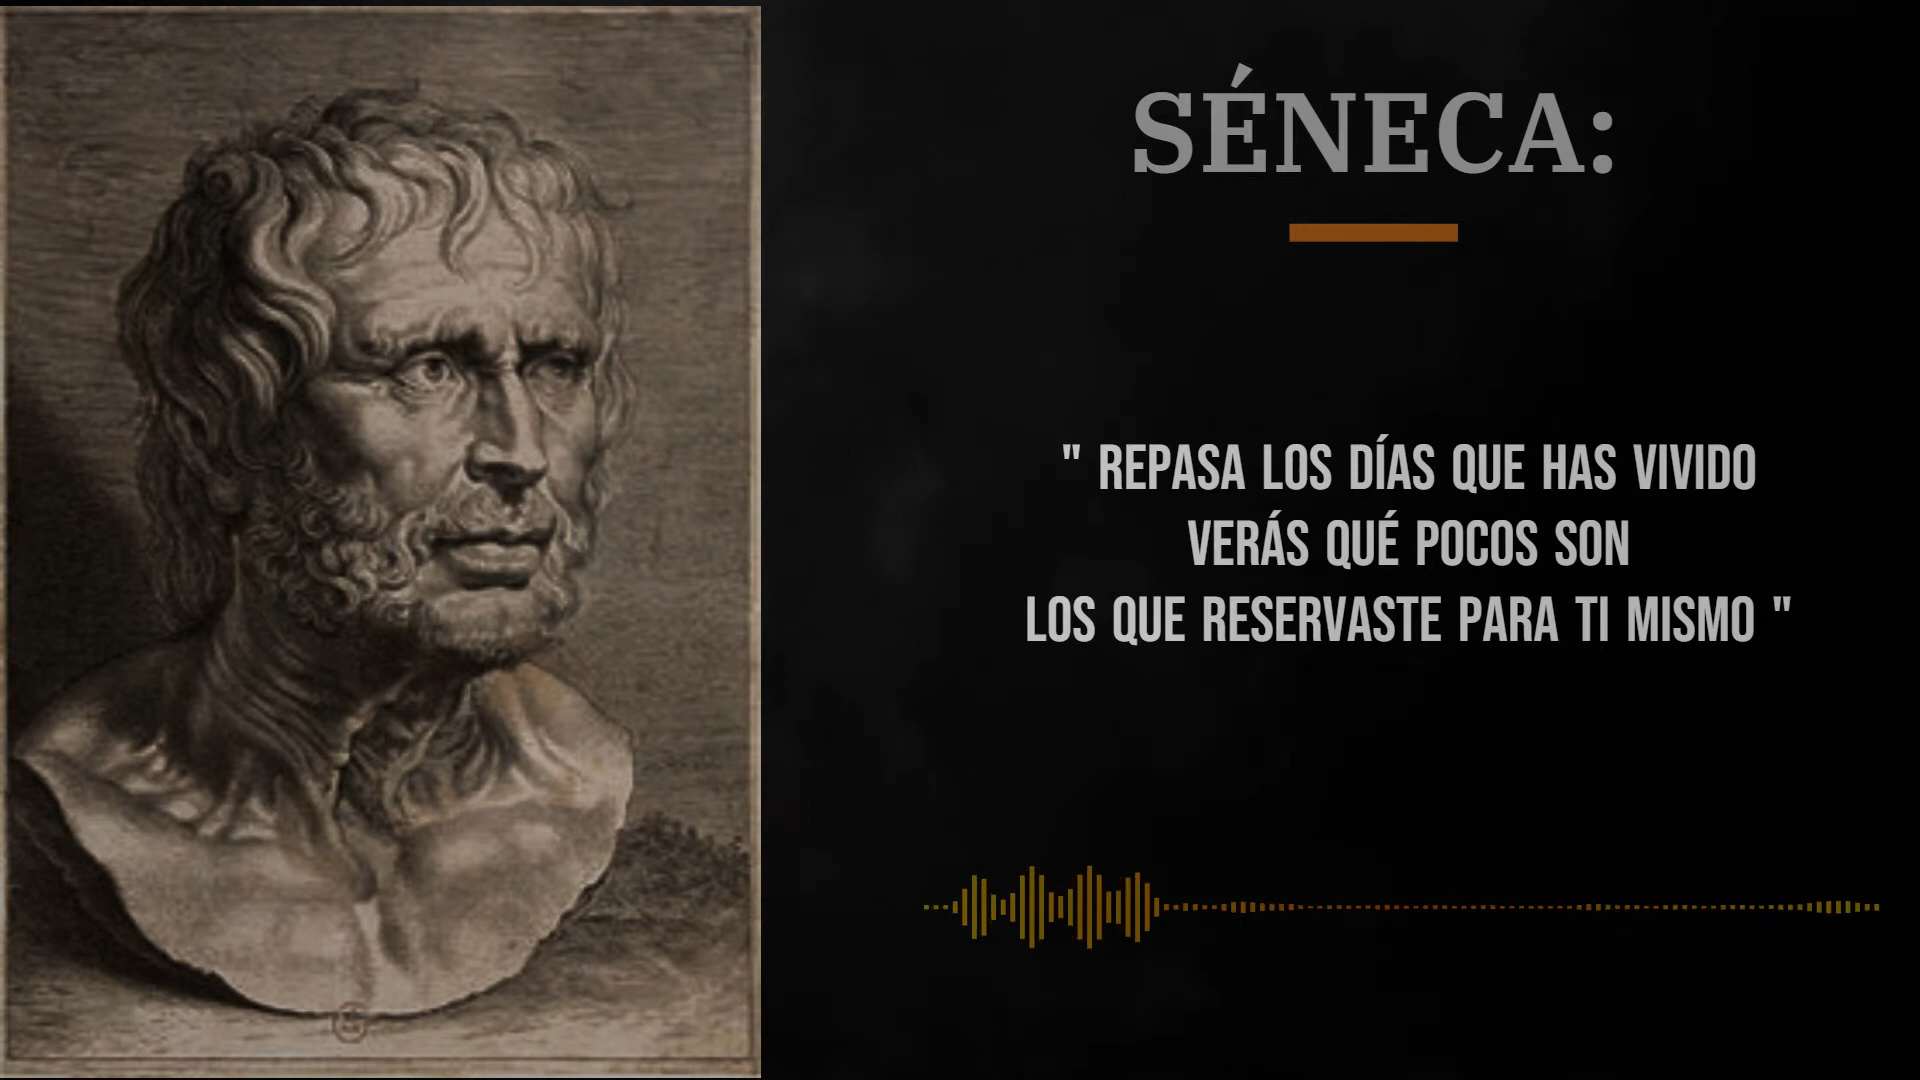 SÉNECA:
" REPASA LOS DÍAS QUE HAS VIVIDO
VERÁS QUÉ POCOS SON
LOS QUE RESERVASTE PARA TI MISMO "